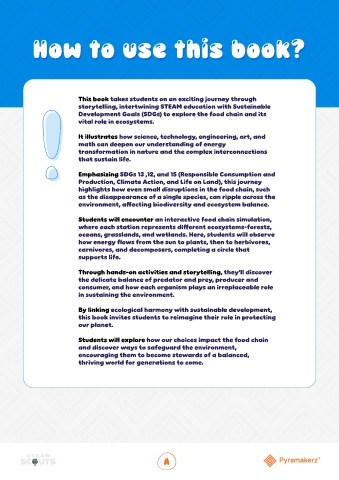 How to use this book?
This book takes students on an exciting journey through
storytelling, intertwining STEAM education with Sustainable
Development Goals (SDGs) to explore the food chain and its
vital role in ecosystems.
It illustrates how science, technology, engineering, art, and
math can deepen our understanding of energy
transformation in nature and the complex interconnections
that sustain life.
Emphasizing SDGs 13 ,12, and 15 (Responsible Consumption and
Production, Climate Action, and Life on Land), this journey
highlights how even small disruptions in the food chain, such
as the disappearance of a single species, can ripple across the
environment, affecting biodiversity and ecosystem balance.
Students will encounter an interactive food chain simulation,
where each station represents different ecosystems-forests,
oceans, grasslands, and wetlands. Here, students will observe
how energy flows from the sun to plants, then to herbivores,
carnivores, and decomposers, completing a circle that
supports life.
Through hands-on activities and storytelling, they'll discover
the delicate balance of predator and prey, producer and
consumer, and how each organism plays an irreplaceable role
in sustaining the environment.
By linking ecological harmony with sustainable development,
this book invites students to reimagine their role in protecting
our planet.
Students will explore how our choices impact the food chain
and discover ways to safeguard the environment,
encouraging them to become stewards of a balanced,
thriving world for generations to come.
STEAM
SCOUTS
A
Pyramakerz